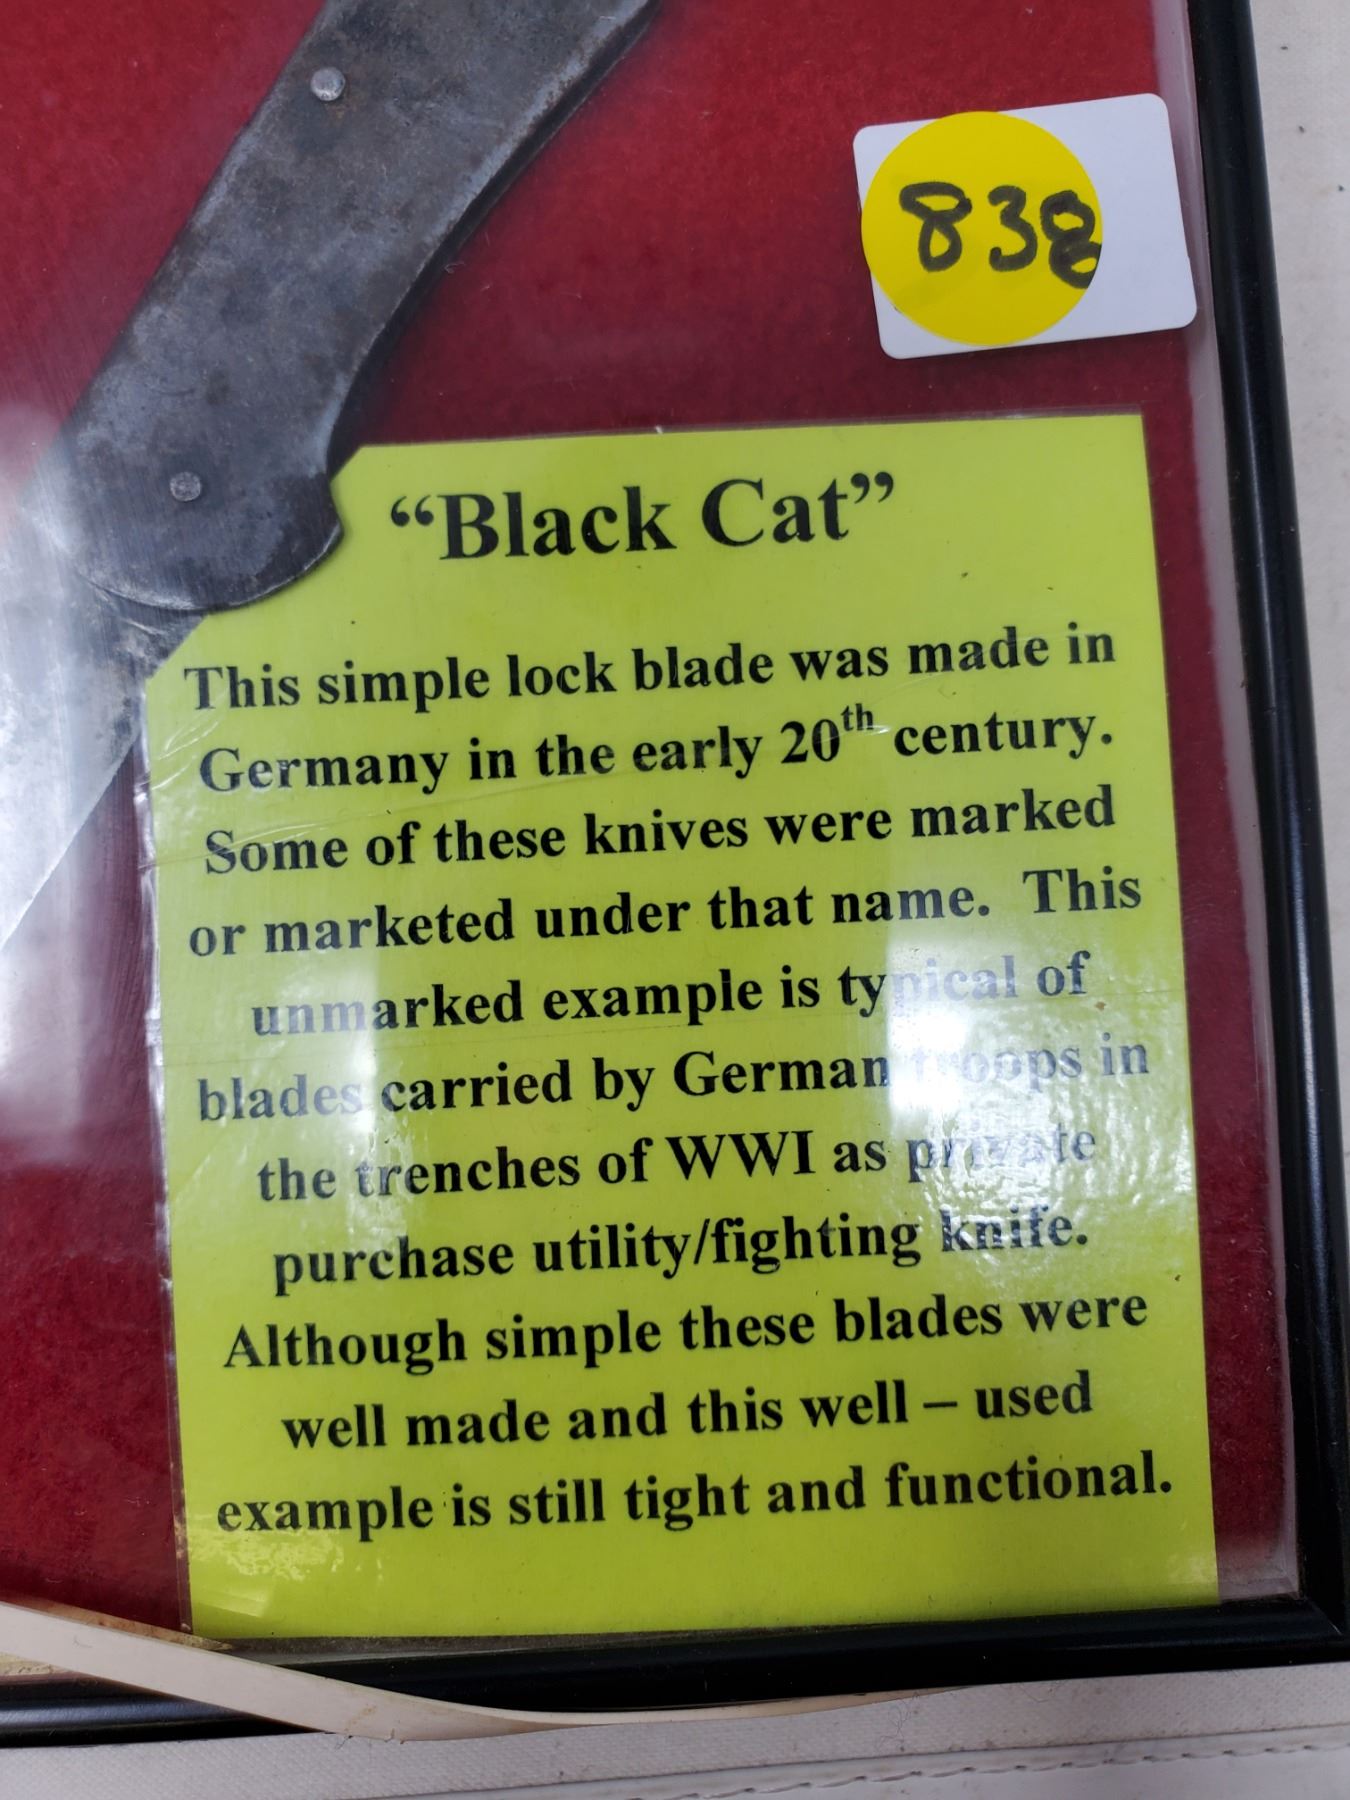 838
“Black Cat”
This simple lock blade was made in
Germany in the early 20th century.
Some of these knives were marked
or marketed under that name.  This
unmarked example is typical of
blades carried by German troops in
the trenches of WWI as private
purchase utility/fighting knife.
Although simple these blades were
well made and this well – used
example is still tight and functional.